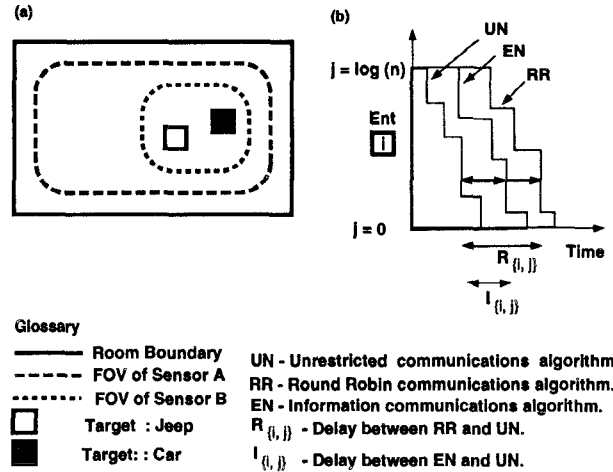 (a)
(b)
UN
EN
RR
j = log (n)
Ent
i
j = 0
Time
R {i, j}
I {i, j}
Glossary
Room Boundary
FOV of Sensor A
FOV of Sensor B
Target : Jeep
Target: : Car
UN - Unrestricted communications algorithm
RR - Round Robin communications algorithm.
EN - Information communications algorithm.
R {i, j} - Delay between RR and UN.
I {i, j} - Delay between EN and UN.